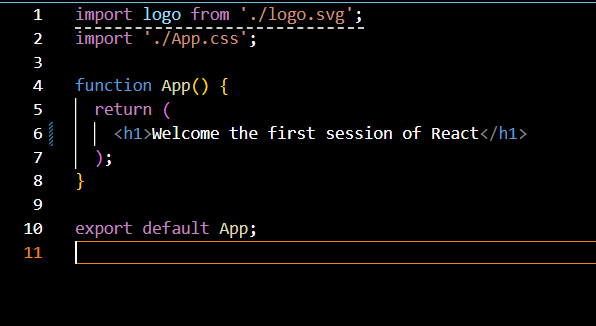 1 import logo from './logo.svg';
2 import './App.css';
3
4 function App() {
5 return (
6 <h1>Welcome the first session of React</h1>
7 );
8 }
9
10 export default App;
11